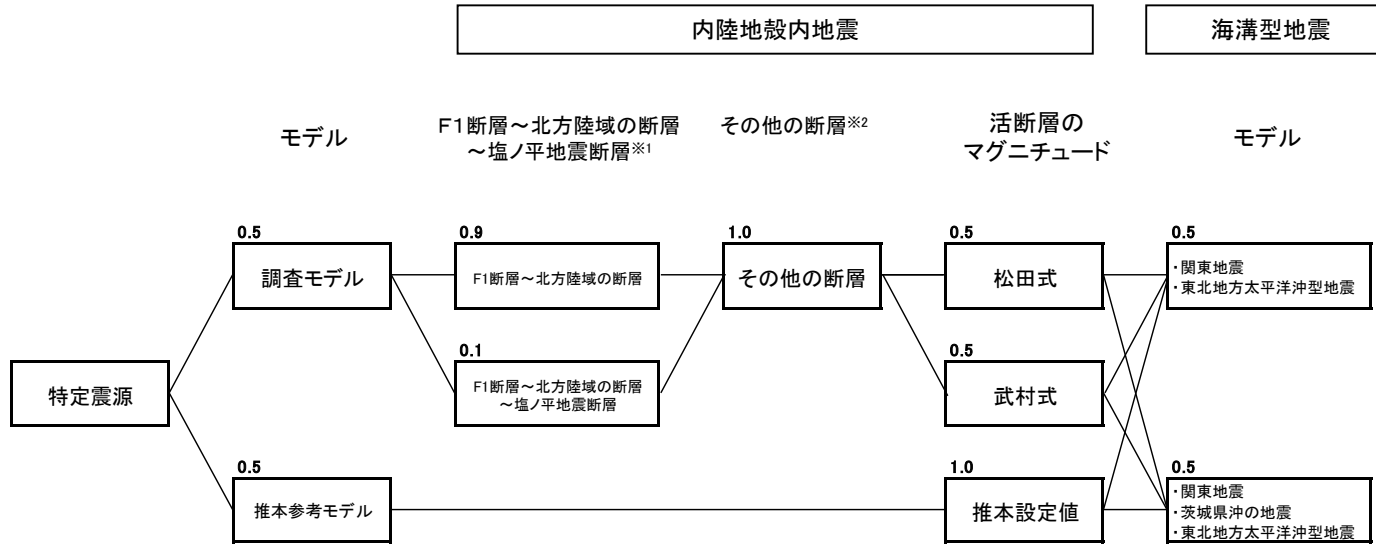 内陸地殻内地震
海溝型地震
モデル
F1断層～北方陸域の断層
～塩ノ平地震断層※1
その他の断層※2
活断層の
マグニチュード
モデル
0.5
調査モデル
0.9
F1断層～北方陸域の断層
1.0
その他の断層
0.5
松田式
0.5
・関東地震
・東北地方太平洋沖型地震
特定震源
0.1
F1断層～北方陸域の断層
～塩ノ平地震断層
0.5
武村式
0.5
推本参考モデル
1.0
推本設定値
0.5
・関東地震
・茨城県沖の地震
・東北地方太平洋沖型地震